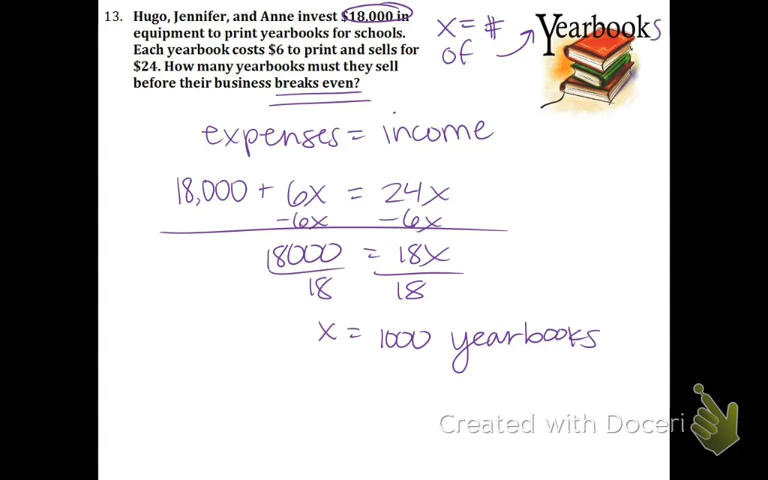 13. Hugo, Jennifer, and Anne invest $18,000 in
equipment to print yearbooks for schools.
Each yearbook costs $6 to print and sells for
$24. How many yearbooks must they sell
before their business breaks even?
x = #
of
Yearbooks
expenses = income
18,000 + 6x = 24x
-6x -6x
18000 = 18x
18 18
x = 1000 yearbooks
Created with Doceri